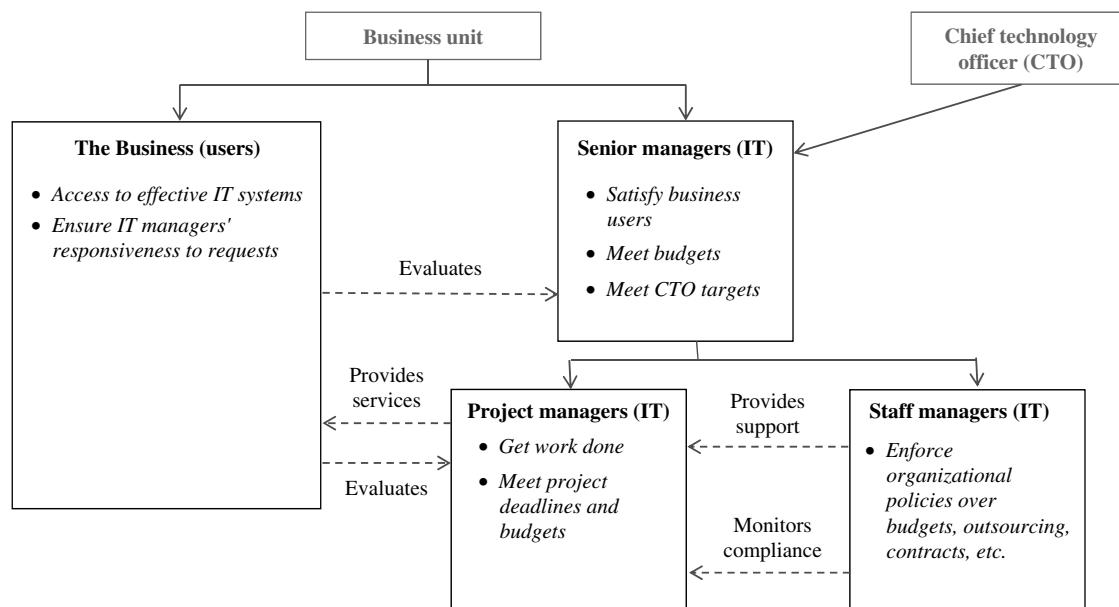 Business unit
Chief technology
officer (CTO)
The Business (users)
• Access to effective IT systems
• Ensure IT managers'
responsiveness to requests
Senior managers (IT)
• Satisfy business
users
• Meet budgets
• Meet CTO targets
Evaluates
Provides
services
Evaluates
Project managers (IT)
• Get work done
• Meet project
deadlines and
budgets
Provides
support
Monitors
compliance
Staff managers (IT)
• Enforce
organizational
policies over
budgets, outsourcing,
contracts, etc.